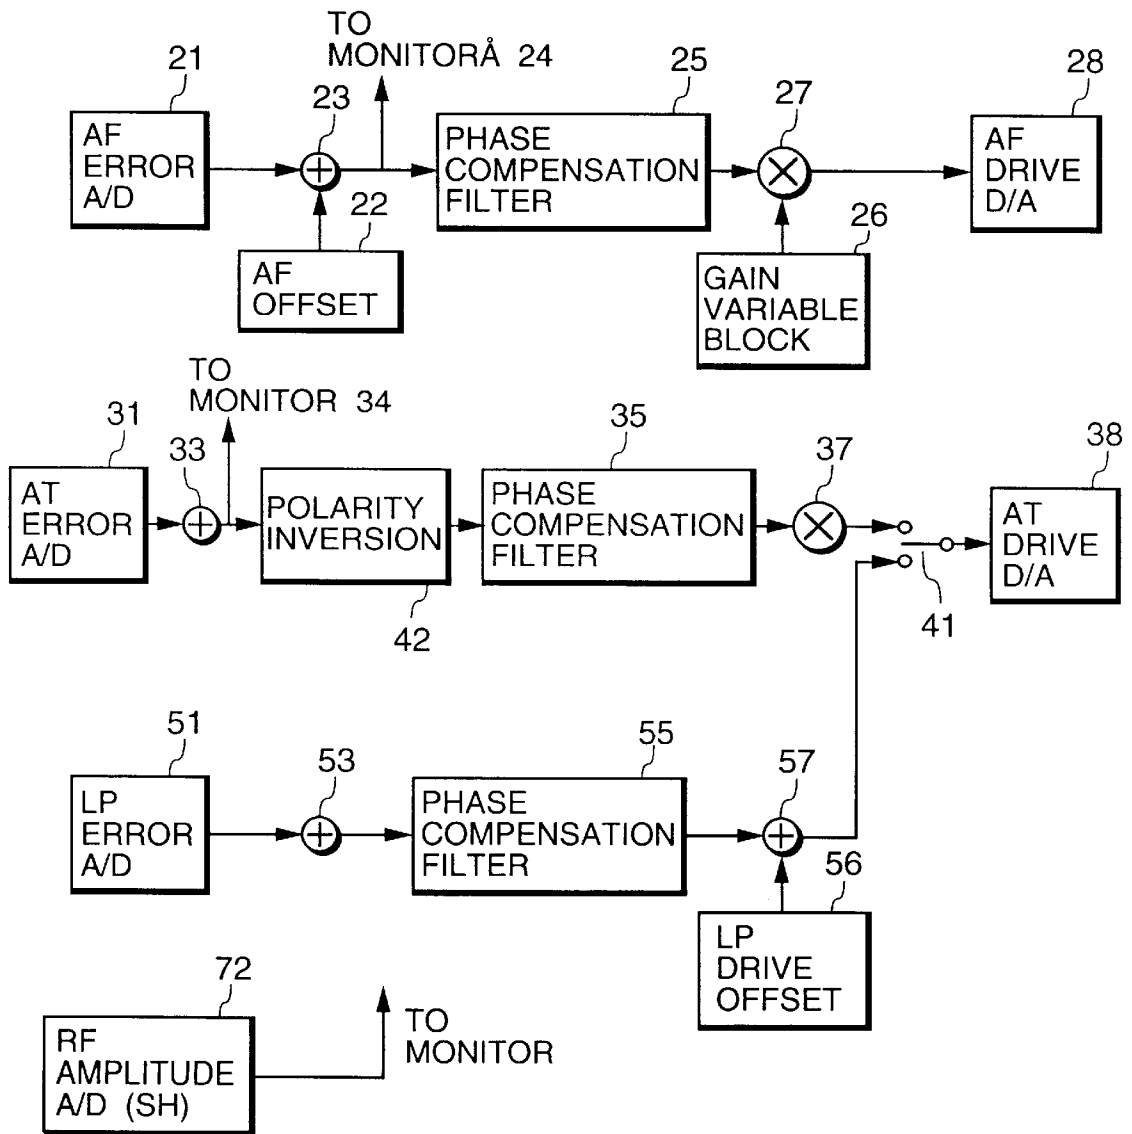 TO
MONITORÅ 24
21
23
25
27
28
AF
ERROR
A/D
PHASE
COMPENSATION
FILTER
AF
DRIVE
D/A
22
26
AF
OFFSET
GAIN
VARIABLE
BLOCK
TO
MONITOR 34
31
33
35
37
38
AT
ERROR
A/D
POLARITY
INVERSION
PHASE
COMPENSATION
FILTER
AT
DRIVE
D/A
42
41
51
53
55
57
LP
ERROR
A/D
PHASE
COMPENSATION
FILTER
56
LP
DRIVE
OFFSET
72
RF
AMPLITUDE
A/D (SH)
TO
MONITOR